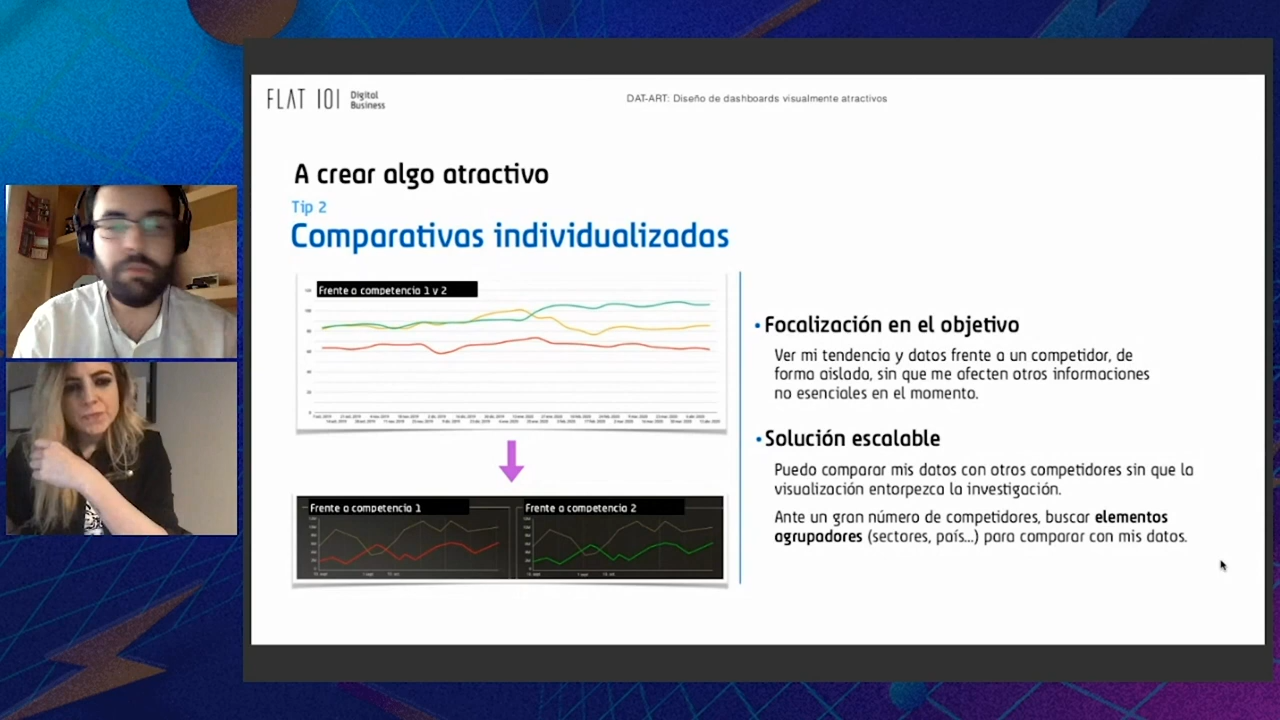 FLAT 101 Digital Business
DAT-ART: Diseño de dashboards visualmente atractivos
A crear algo atractivo
Tip 2
Comparativas individualizadas
Frente a competencia 1 y 2
Frente a competencia 1
Frente a competencia 2
• Focalización en el objetivo
Ver mi tendencia y datos frente a un competidor, de
forma aislada, sin que me afecten otros informaciones
no esenciales en el momento.
• Solución escalable
Puedo comparar mis datos con otros competidores sin que la
visualización entorpezca la investigación.
Ante un gran número de competidores, buscar elementos
agrupadores (sectores, país...) para comparar con mis datos.